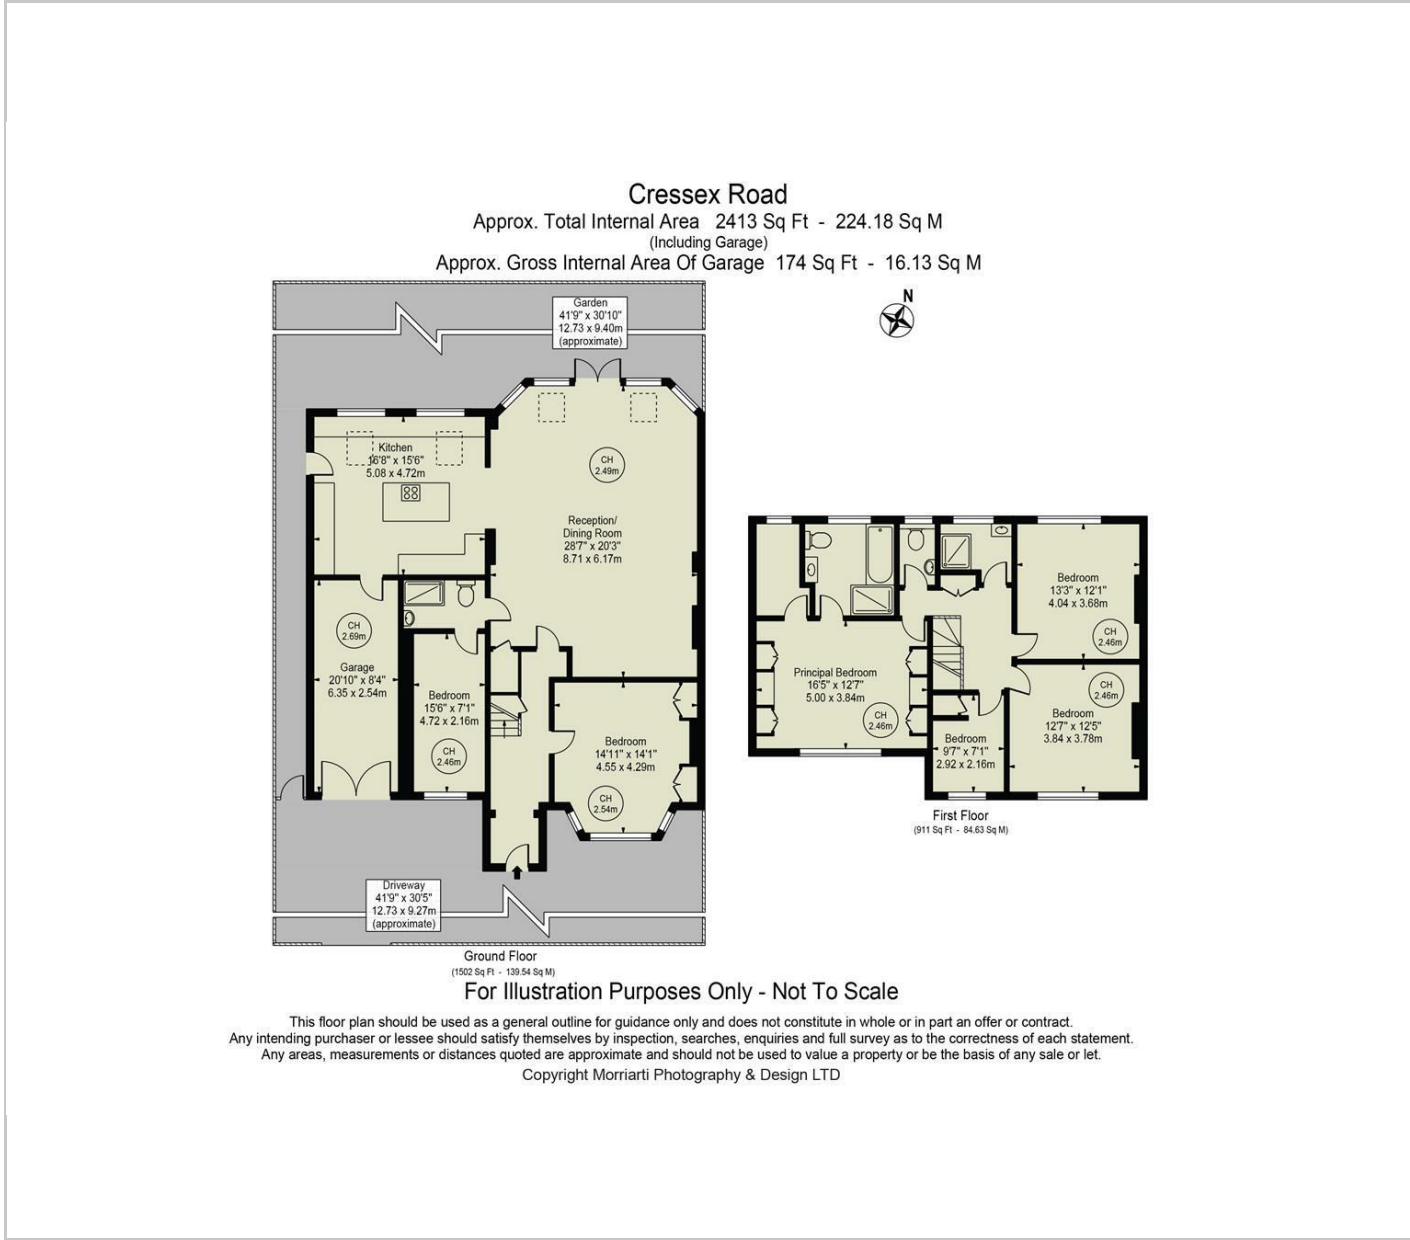 Cressex Road
Approx. Total Internal Area 2413 Sq Ft - 224.18 Sq M
(Including Garage)
Approx. Gross Internal Area Of Garage 174 Sq Ft - 16.13 Sq M
N
Garden
41'9" x 30'10"
12.73 x 9.40m
(approximate)
Kitchen
16'8" x 15'6"
5.08 x 4.72m
CH
2.49m
Reception/
Dining Room
28'7" x 20'3"
8.71 x 6.17m
CH
2.69m
Garage
20'10" x 8'4"
6.35 x 2.54m
Bedroom
15'6" x 7'1"
4.72 x 2.16m
CH
2.46m
Bedroom
14'11" x 14'1"
4.55 x 4.29m
CH
2.54m
Driveway
41'9" x 30'5"
12.73 x 9.27m
(approximate)
Ground Floor
(1502 Sq Ft - 139.54 Sq M)
Bedroom
13'3" x 12'1"
4.04 x 3.68m
CH
2.46m
Principal Bedroom
16'5" x 12'7"
5.00 x 3.84m
CH
2.46m
CH
2.46m
Bedroom
12'7" x 12'5"
3.84 x 3.78m
Bedroom
9'7" x 7'1"
2.92 x 2.16m
First Floor
(911 Sq Ft - 84.63 Sq M)
For Illustration Purposes Only - Not To Scale
This floor plan should be used as a general outline for guidance only and does not constitute in whole or in part an offer or contract.
Any intending purchaser or lessee should satisfy themselves by inspection, searches, enquiries and full survey as to the correctness of each statement.
Any areas, measurements or distances quoted are approximate and should not be used to value a property or be the basis of any sale or let.
Copyright Morriarti Photography & Design LTD